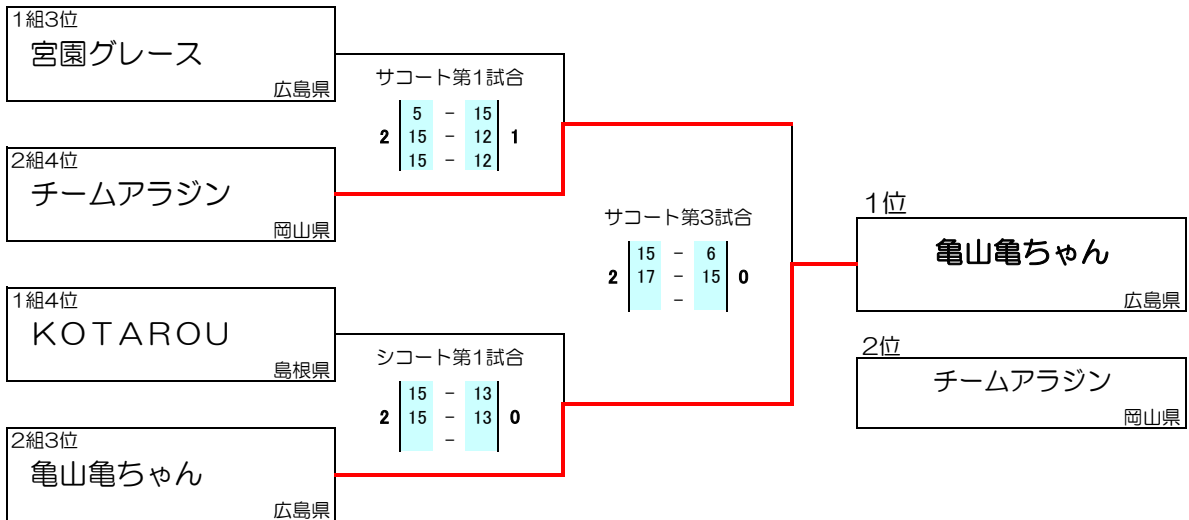 1組3位
宮園グレース
広島県
サコート第1試合
5 - 15
2 15 - 12 1
15 - 12
2組4位
チームアラジン
岡山県
サコート第3試合
15 - 6
2 17 - 15 0
-
1位
亀山亀ちゃん
広島県
1組4位
KOTAROU
島根県
シコート第1試合
15 - 13
2 15 - 13 0
-
2位
チームアラジン
岡山県
2組3位
亀山亀ちゃん
広島県